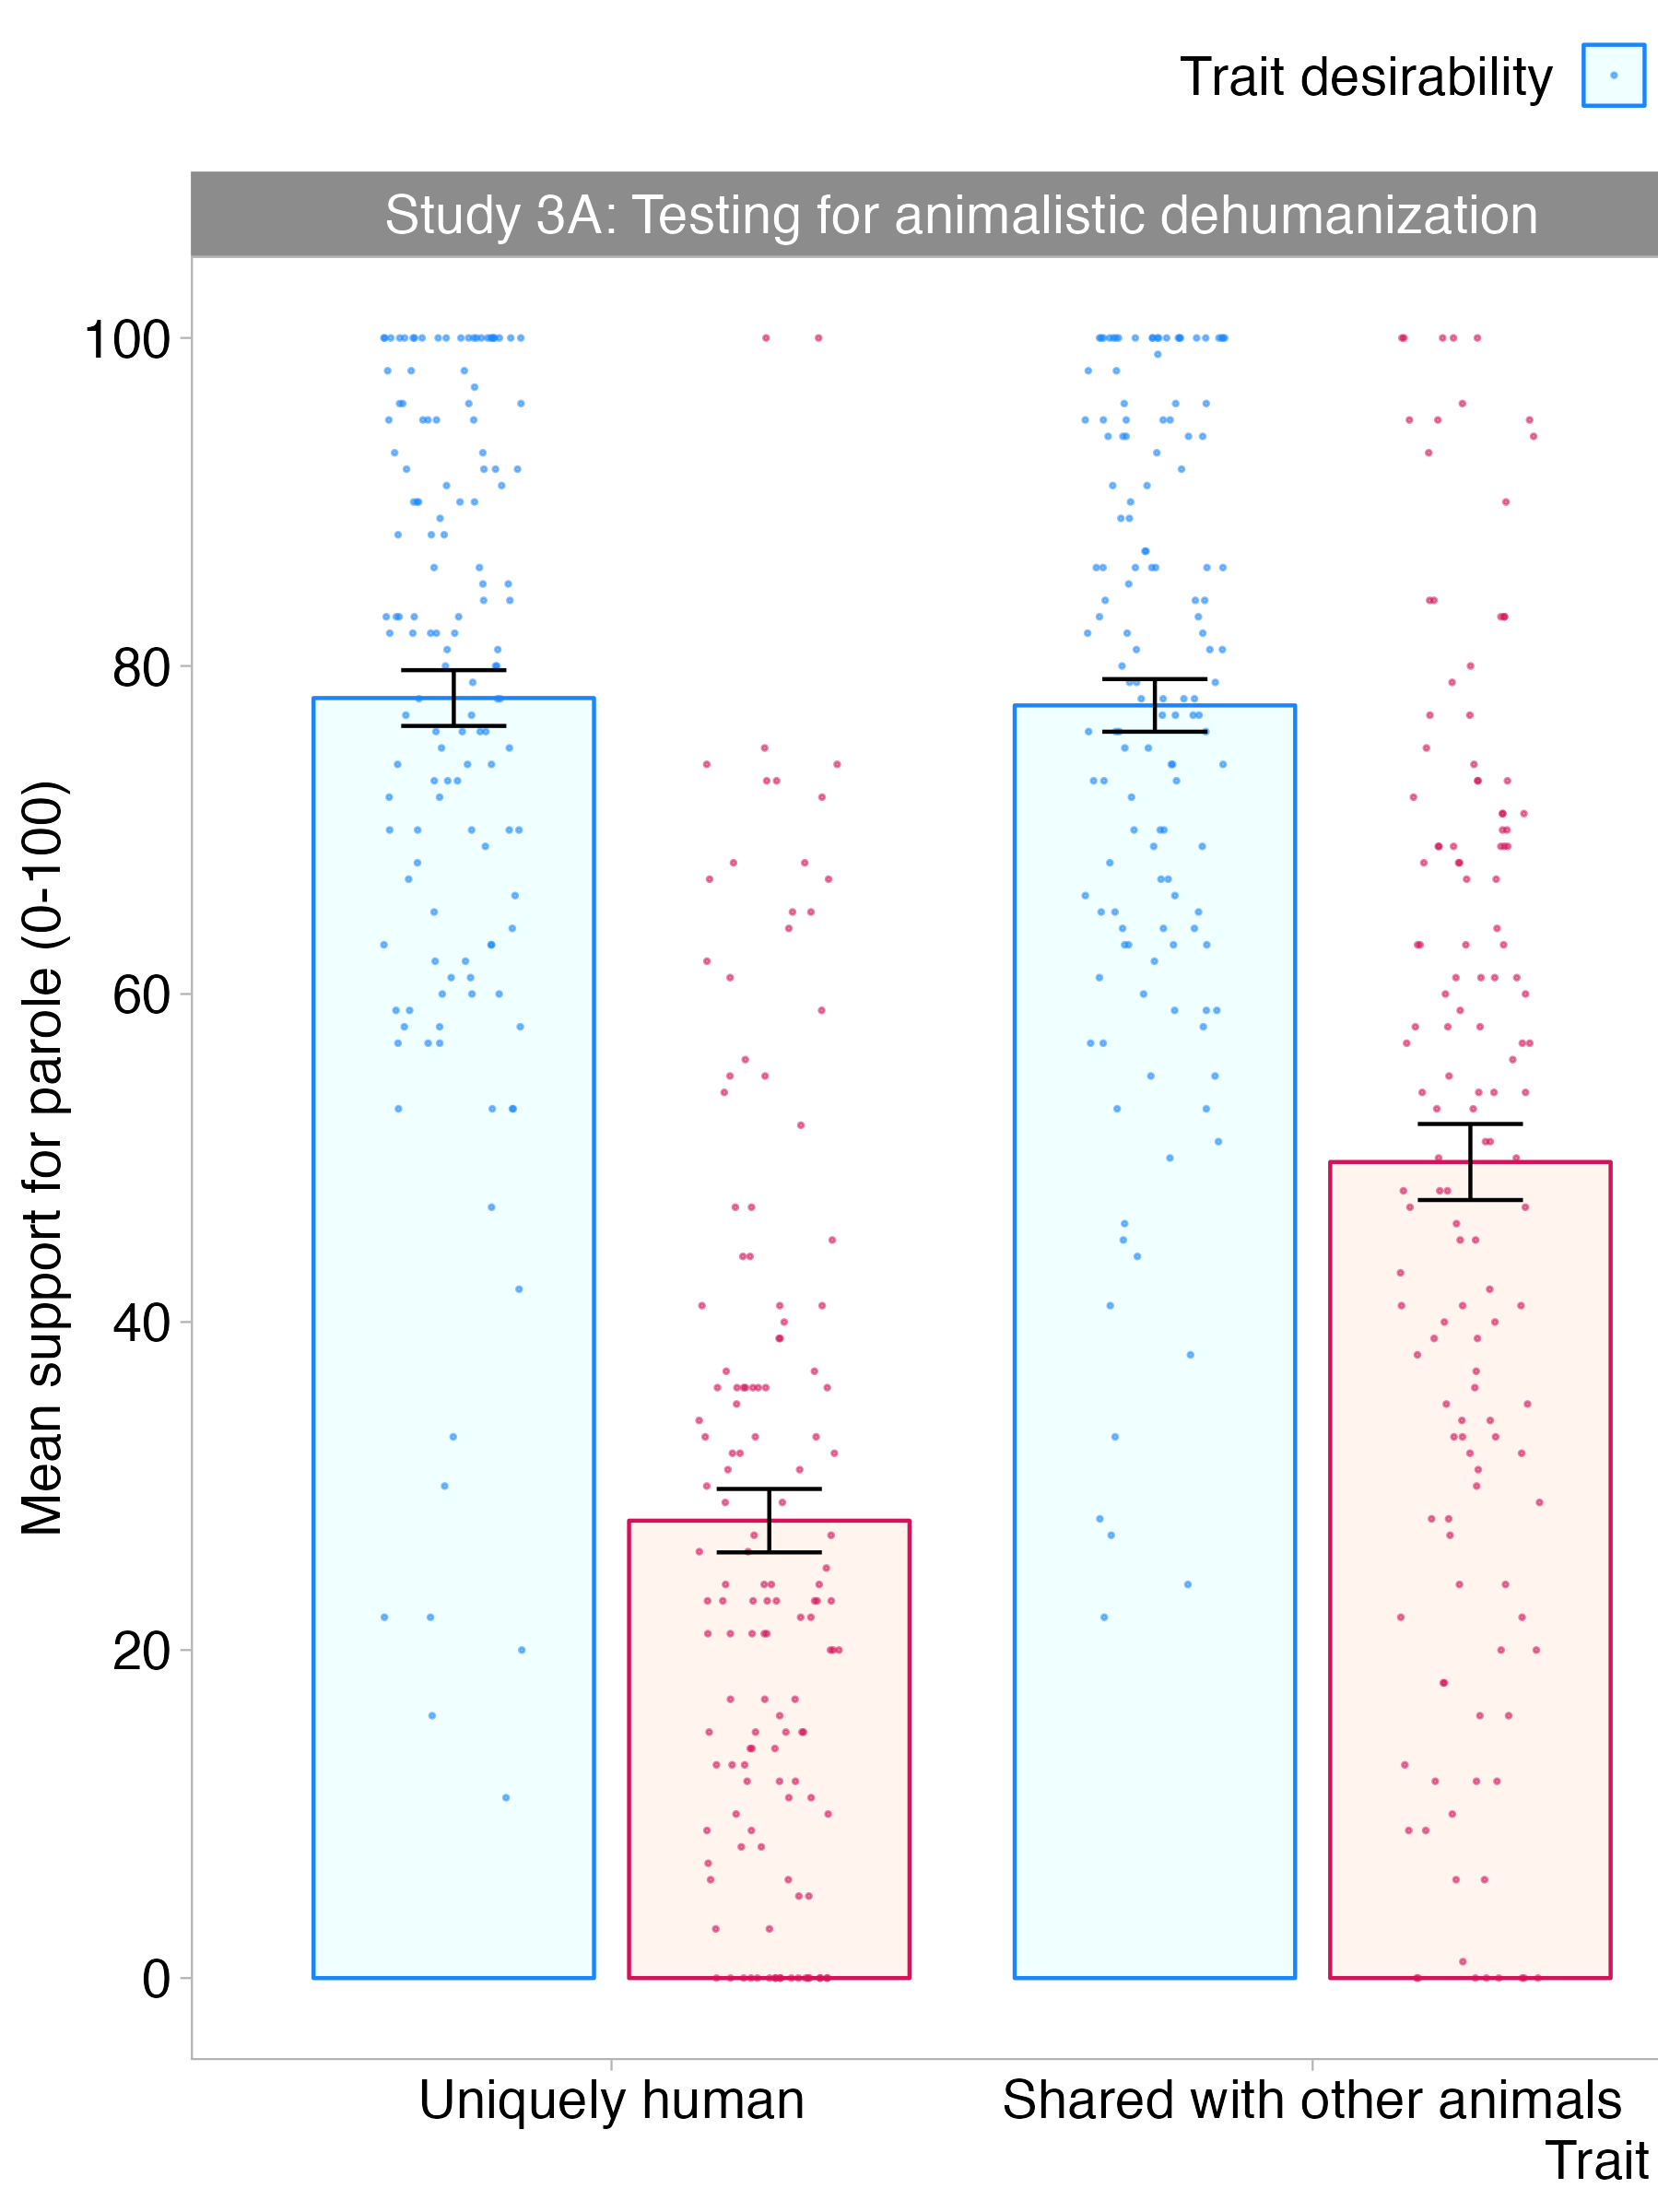 Trait desirability
Study 3A: Testing for animalistic dehumanization
Mean support for parole (0-100)
100
80
60
40
20
0
Uniquely human
Shared with other animals
Trait